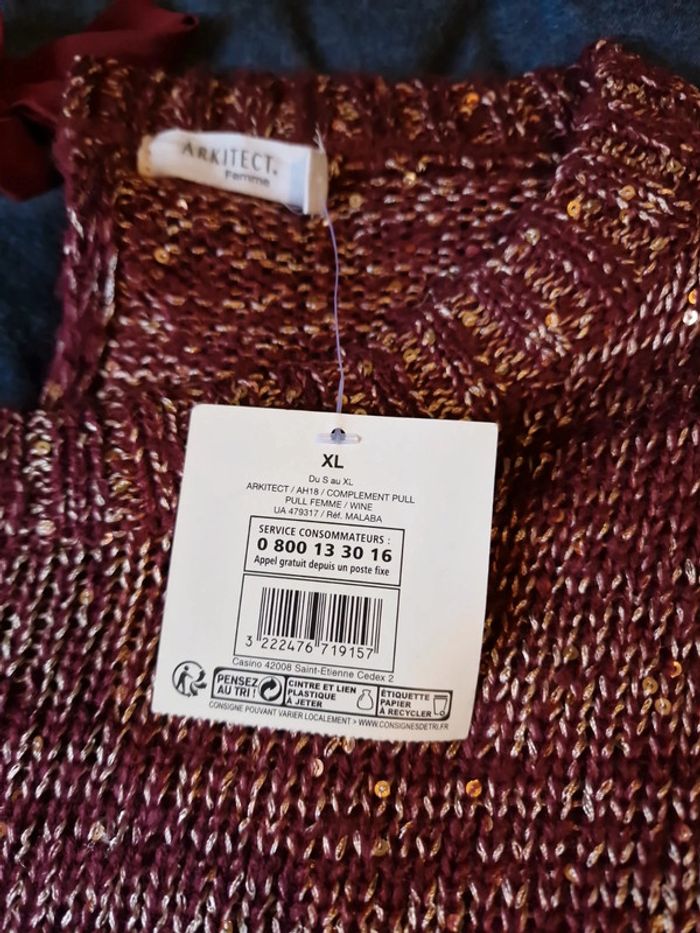 ARKITECT.
Femme
XL
Du S au XL
ARKITECT / AH18 / COMPLEMENT PULL
PULL FEMME / WINE
UA 479317 / Réf. MALABA
SERVICE CONSOMMATEURS :
0 800 13 30 16
Appel gratuit depuis un poste fixe
3 222476 719157
Casino 42008 Saint-Etienne Cedex 2
PENSEZ
AU TRI !
CINTRE ET LIEN
PLASTIQUE
À JETER
ÉTIQUETTE
PAPIER
À RECYCLER
CONSIGNE POUVANT VARIER LOCALEMENT > WWW.CONSIGNESDETRI.FR